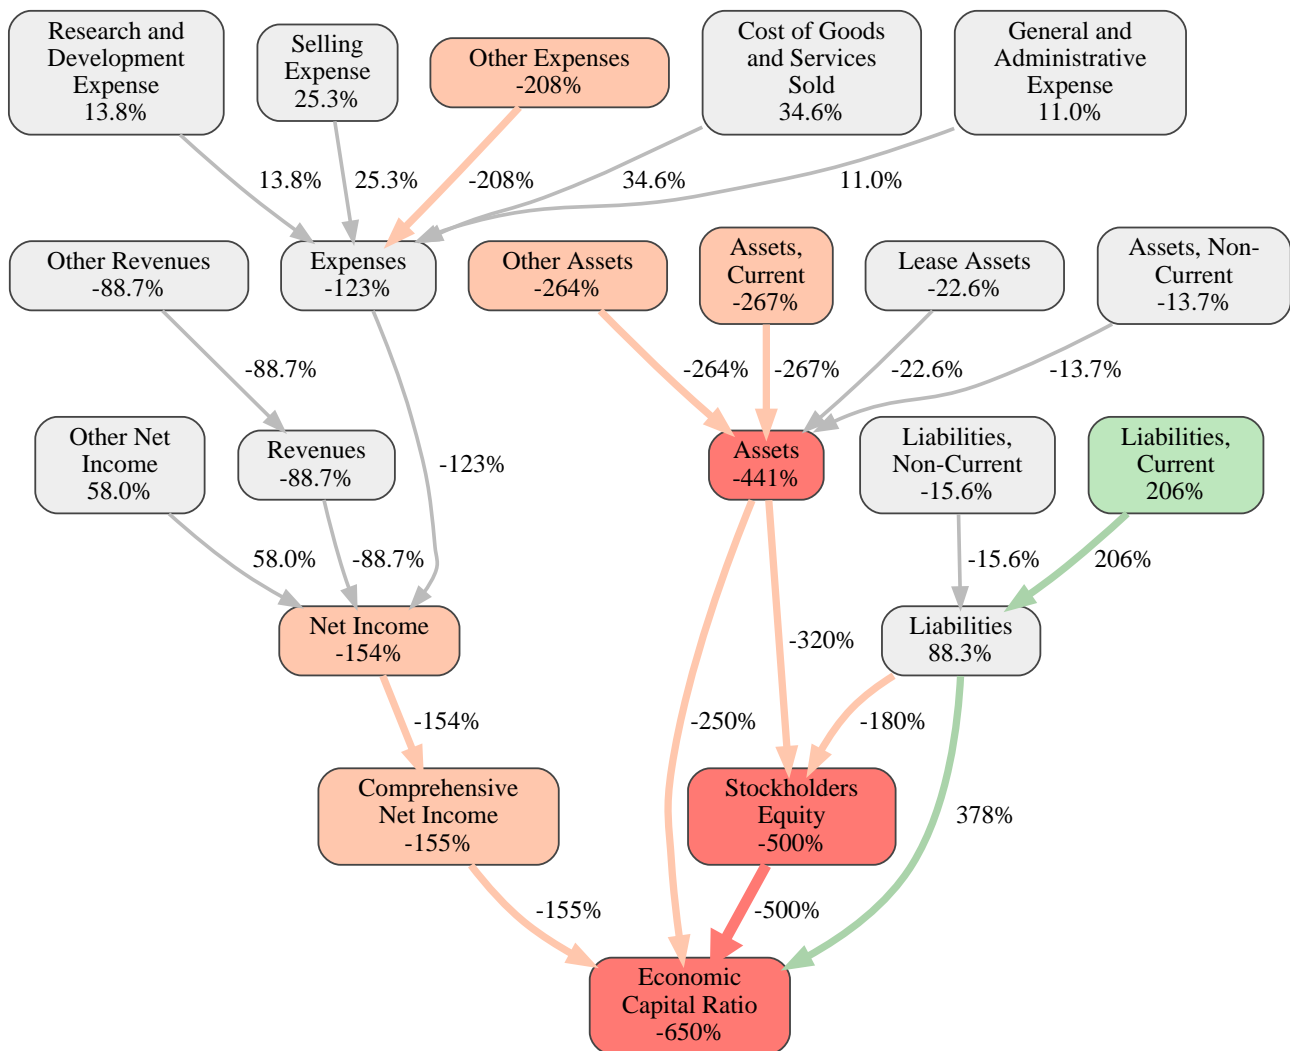 Research and
Development
Expense
13.8%
Selling
Expense
25.3%
Other Expenses
-208%
Cost of Goods
and Services
Sold
34.6%
General and
Administrative
Expense
11.0%
13.8%
25.3%
-208%
34.6%
11.0%
Other Revenues
-88.7%
Expenses
-123%
Other Assets
-264%
Assets,
Current
-267%
Lease Assets
-22.6%
Assets, Non-
Current
-13.7%
-88.7%
-264%
-267%
-22.6%
-13.7%
Other Net
Income
58.0%
Revenues
-88.7%
-123%
Assets
-441%
Liabilities,
Non-Current
-15.6%
Liabilities,
Current
206%
58.0%
-88.7%
-15.6%
206%
Net Income
-154%
-320%
Liabilities
88.3%
-154%
-250%
-180%
Comprehensive
Net Income
-155%
Stockholders
Equity
-500%
378%
-155%
-500%
Economic
Capital Ratio
-650%